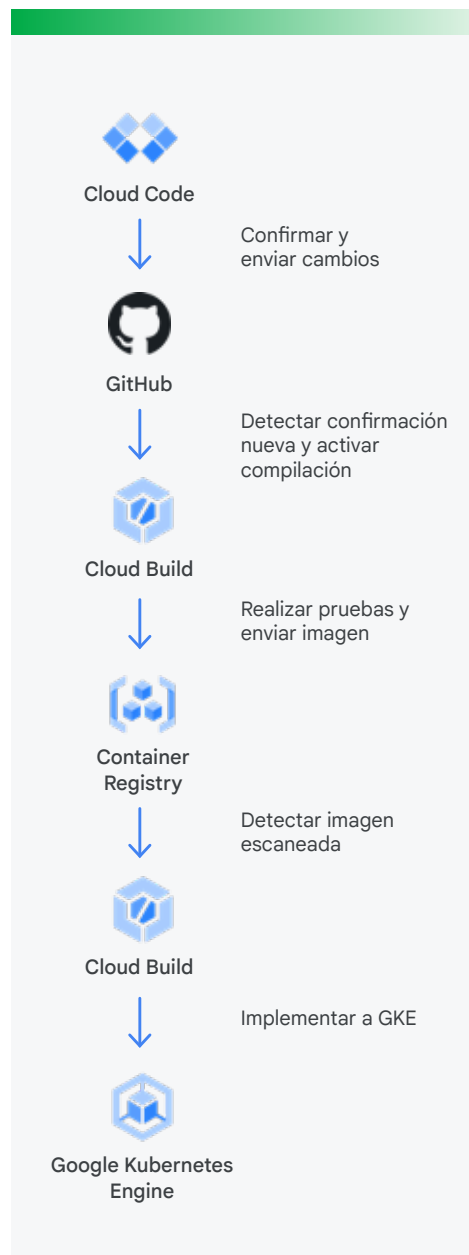 Cloud Code
Confirmar y
enviar cambios
GitHub
Detectar confirmación
nueva y activar
compilación
Cloud Build
Realizar pruebas y
enviar imagen
Container
Registry
Detectar imagen
escaneada
Cloud Build
Implementar a GKE
Google Kubernetes
Engine